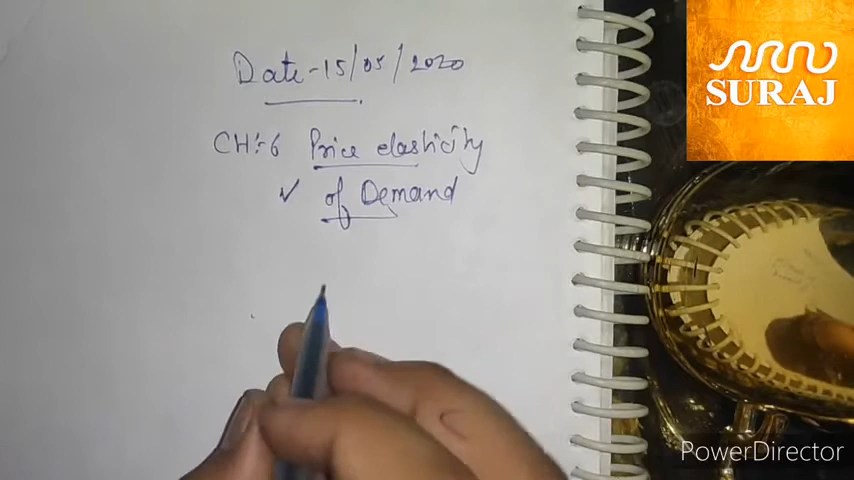 Date-15/05/2020
CH:-6 Price elasticity
✓ of Demand
SURAJ
PowerDirector